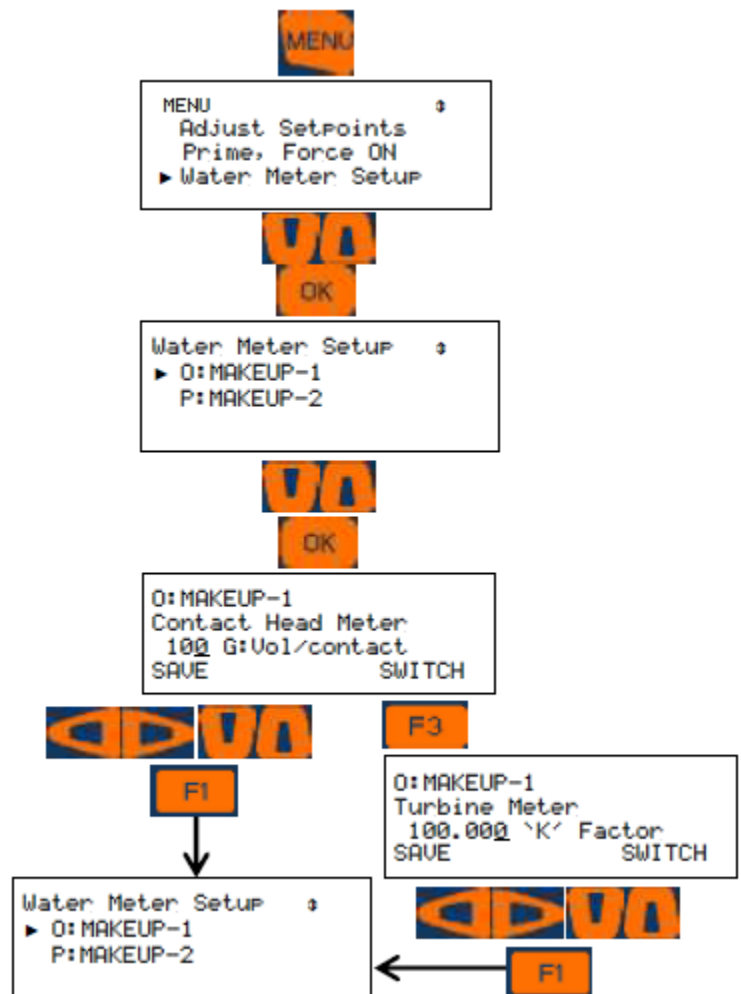 MENU
MENU ⇕
Adjust Setpoints
Prime, Force ON
► Water Meter Setup
OK
Water Meter Setup ⇕
► O:MAKEUP-1
P:MAKEUP-2
OK
O:MAKEUP-1
Contact Head Meter
100 G:Vol/contact
SAVE SWITCH
F3
F1
O:MAKEUP-1
Turbine Meter
100.000 `K´ Factor
SAVE SWITCH
Water Meter Setup ⇕
► O:MAKEUP-1
P:MAKEUP-2
F1